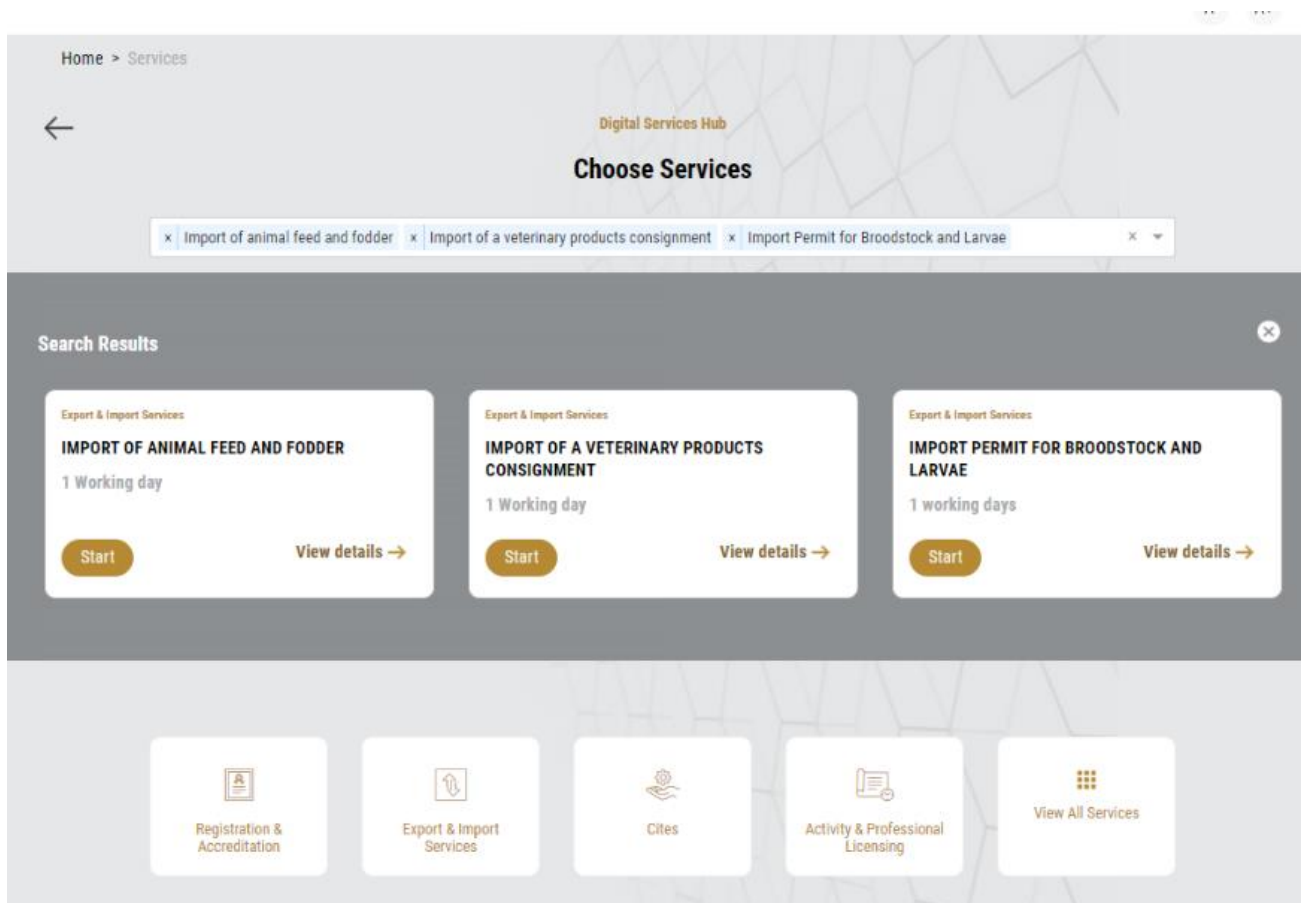 Home > Services
Digital Services Hub
Choose Services
× Import of animal feed and fodder × Import of a veterinary products consignment × Import Permit for Broodstock and Larvae ×
Search Results
Export & Import Services
IMPORT OF ANIMAL FEED AND FODDER
1 Working day
Start
View details →
Export & Import Services
IMPORT OF A VETERINARY PRODUCTS
CONSIGNMENT
1 Working day
Start
View details →
Export & Import Services
IMPORT PERMIT FOR BROODSTOCK AND
LARVAE
1 working days
Start
View details →
Registration &
Accreditation
Export & Import
Services
Cites
Activity & Professional
Licensing
View All Services